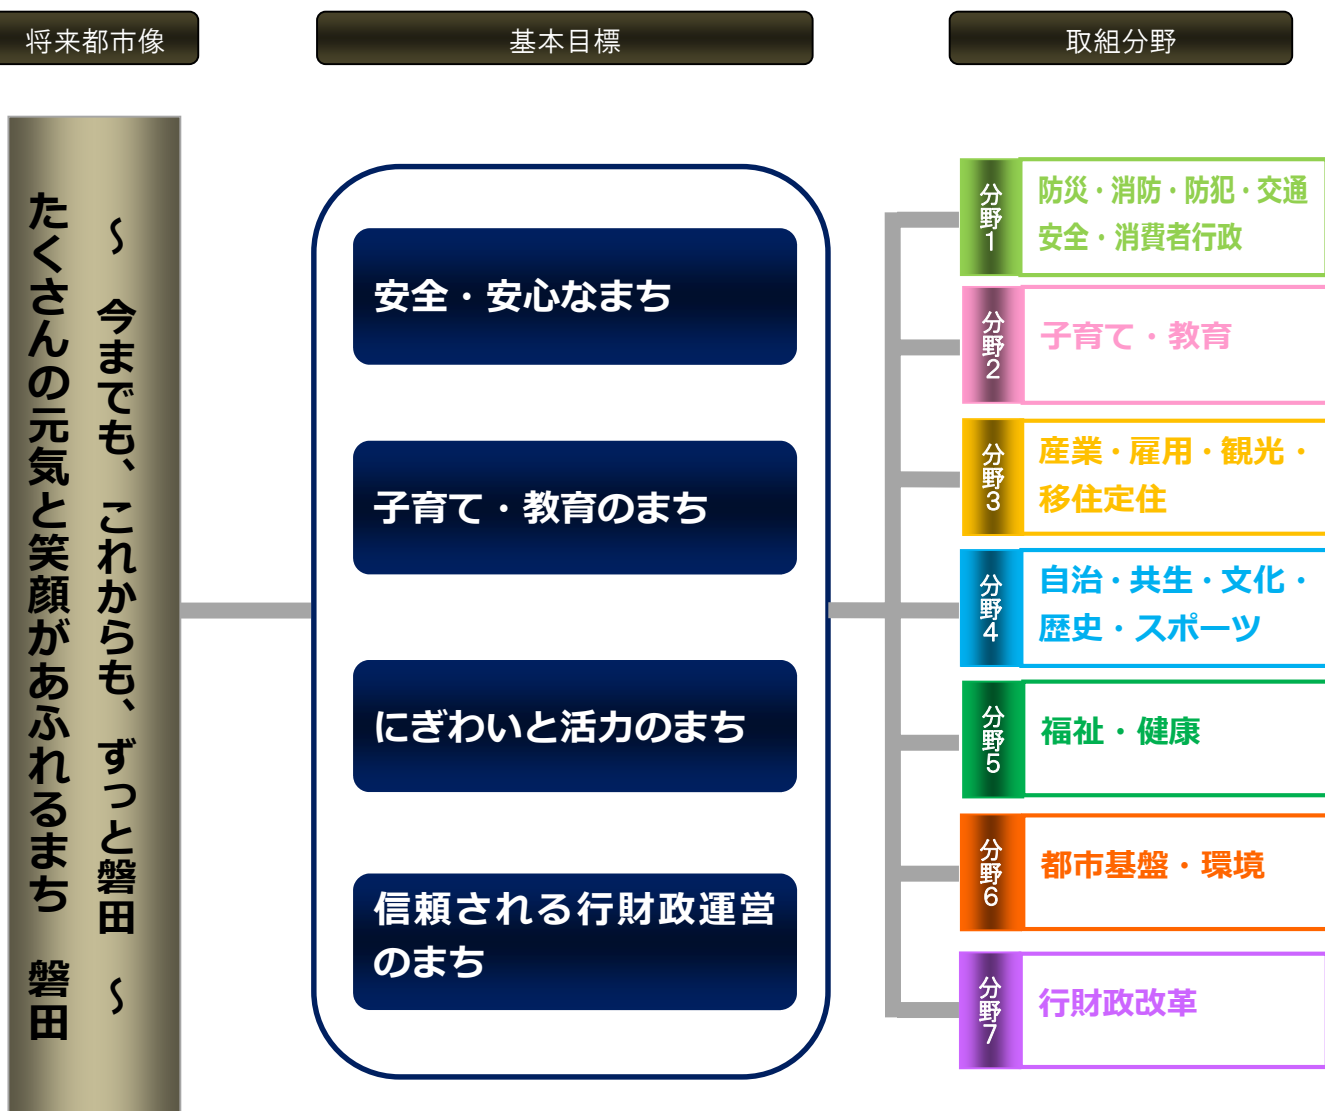 将来都市像
基本目標
取組分野
～ 今までも、これからも、ずっと磐田 ～
たくさんの元気と笑顔があふれるまち 磐田
安全・安心なまち
子育て・教育のまち
にぎわいと活力のまち
信頼される行財政運営
のまち
分野1
防災・消防・防犯・交通
安全・消費者行政
分野2
子育て・教育
分野3
産業・雇用・観光・
移住定住
分野4
自治・共生・文化・
歴史・スポーツ
分野5
福祉・健康
分野6
都市基盤・環境
分野7
行財政改革